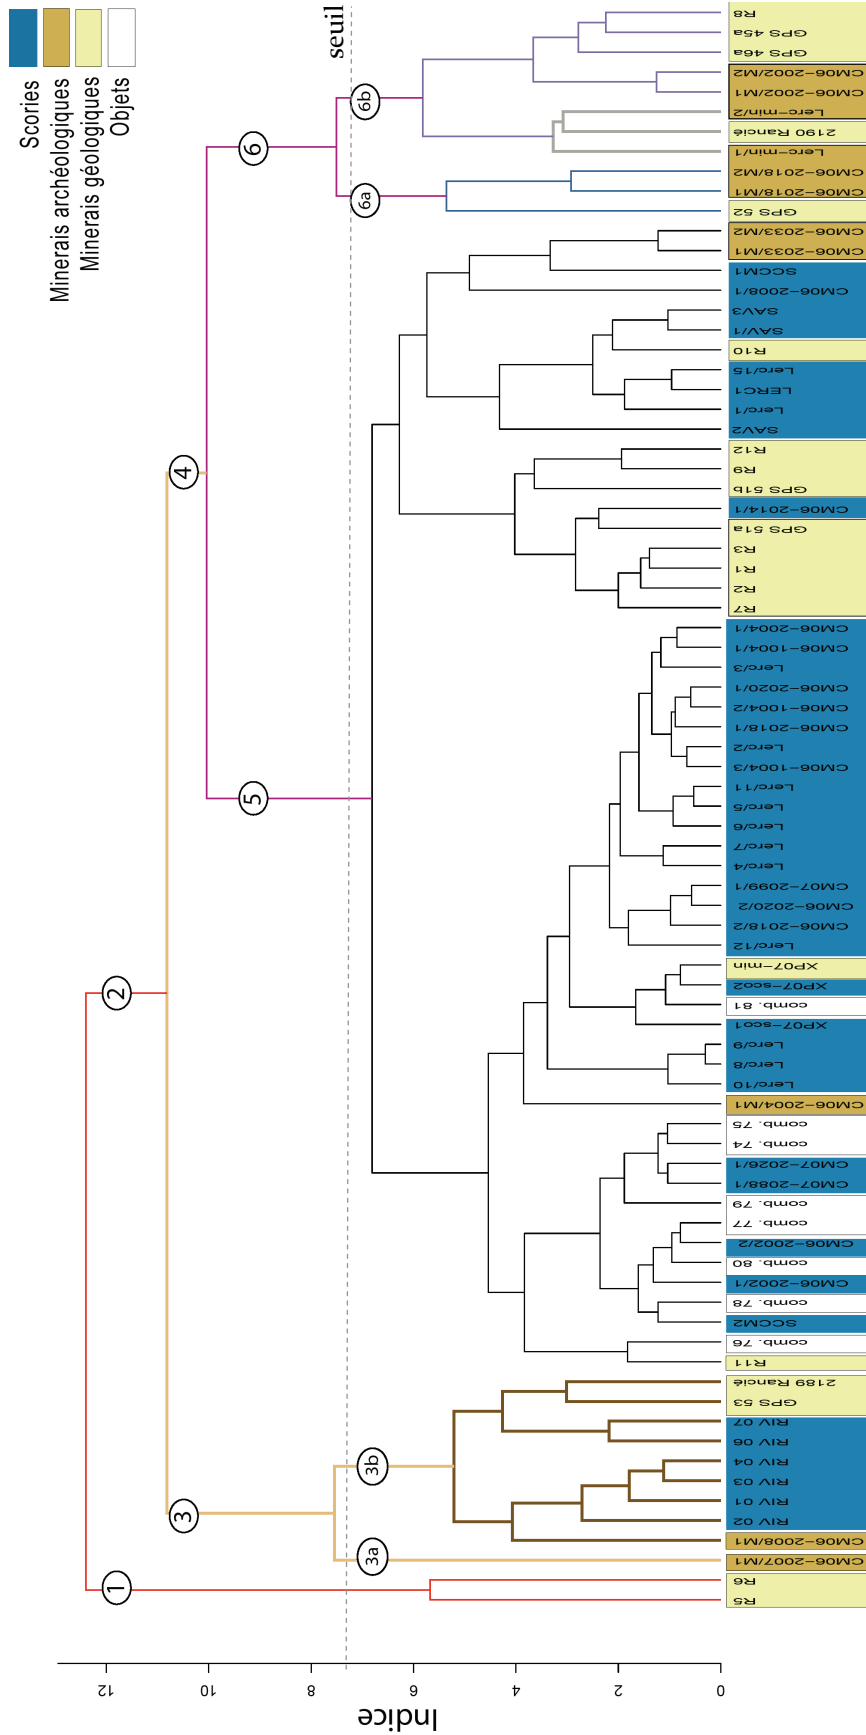 seuil
Scories
Minerais archéologiques
Minerais géologiques
Objets
1
2
3
4
5
6
3a
3b
6a
6b
Indice
12
10
8
6
4
2
0
R8
GPS 45a
GPS 46a
CM06-2002/M2
CM06-2002/M1
Lerc-min/2
2190 Rancié
Lerc-min/1
CM06-2018/M2
CM06-2018/M1
GPS 52
CM06-2033/M2
CM06-2033/M1
SCCM1
CM06-2008/1
SAV3
SAV/1
R10
Lerc/15
LERC1
Lerc/1
SAV2
R12
R9
GPS 51b
CM06-2014/1
GPS 51a
R3
R1
R2
R7
CM06-2004/1
CM06-1004/1
Lerc/3
CM06-2020/1
CM06-1004/2
CM06-2018/1
Lerc/2
CM06-1004/3
Lerc/11
Lerc/5
Lerc/6
Lerc/7
Lerc/4
CM07-2099/1
CM06-2020/2
CM06-2018/2
Lerc/12
XP07-min
XP07-sco2
comb. 81
XP07-sco1
Lerc/9
Lerc/8
Lerc/10
CM06-2004/M1
comb. 75
comb. 74
CM07-2026/1
CM07-2088/1
comb. 79
comb. 77
CM06-2002/2
comb. 80
CM06-2002/1
comb. 78
SCCM2
comb. 76
R11
2189 Rancié
GPS 53
RIV 07
RIV 06
RIV 04
RIV 03
RIV 01
RIV 02
CM06-2008/M1
CM06-2007/M1
R6
R5